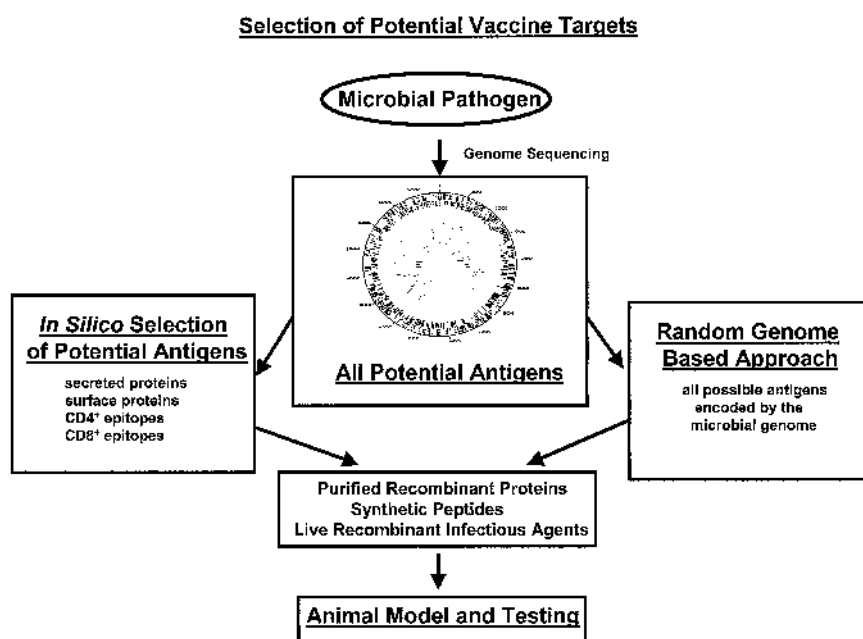 Selection of Potential Vaccine Targets
Microbial Pathogen
Genome Sequencing
All Potential Antigens
In Silico Selection
of Potential Antigens
secreted proteins
surface proteins
CD4⁺ epitopes
CD8⁺ epitopes
Random Genome
Based Approach
all possible antigens
encoded by the
microbial genome
Purified Recombinant Proteins
Synthetic Peptides
Live Recombinant Infectious Agents
Animal Model and Testing